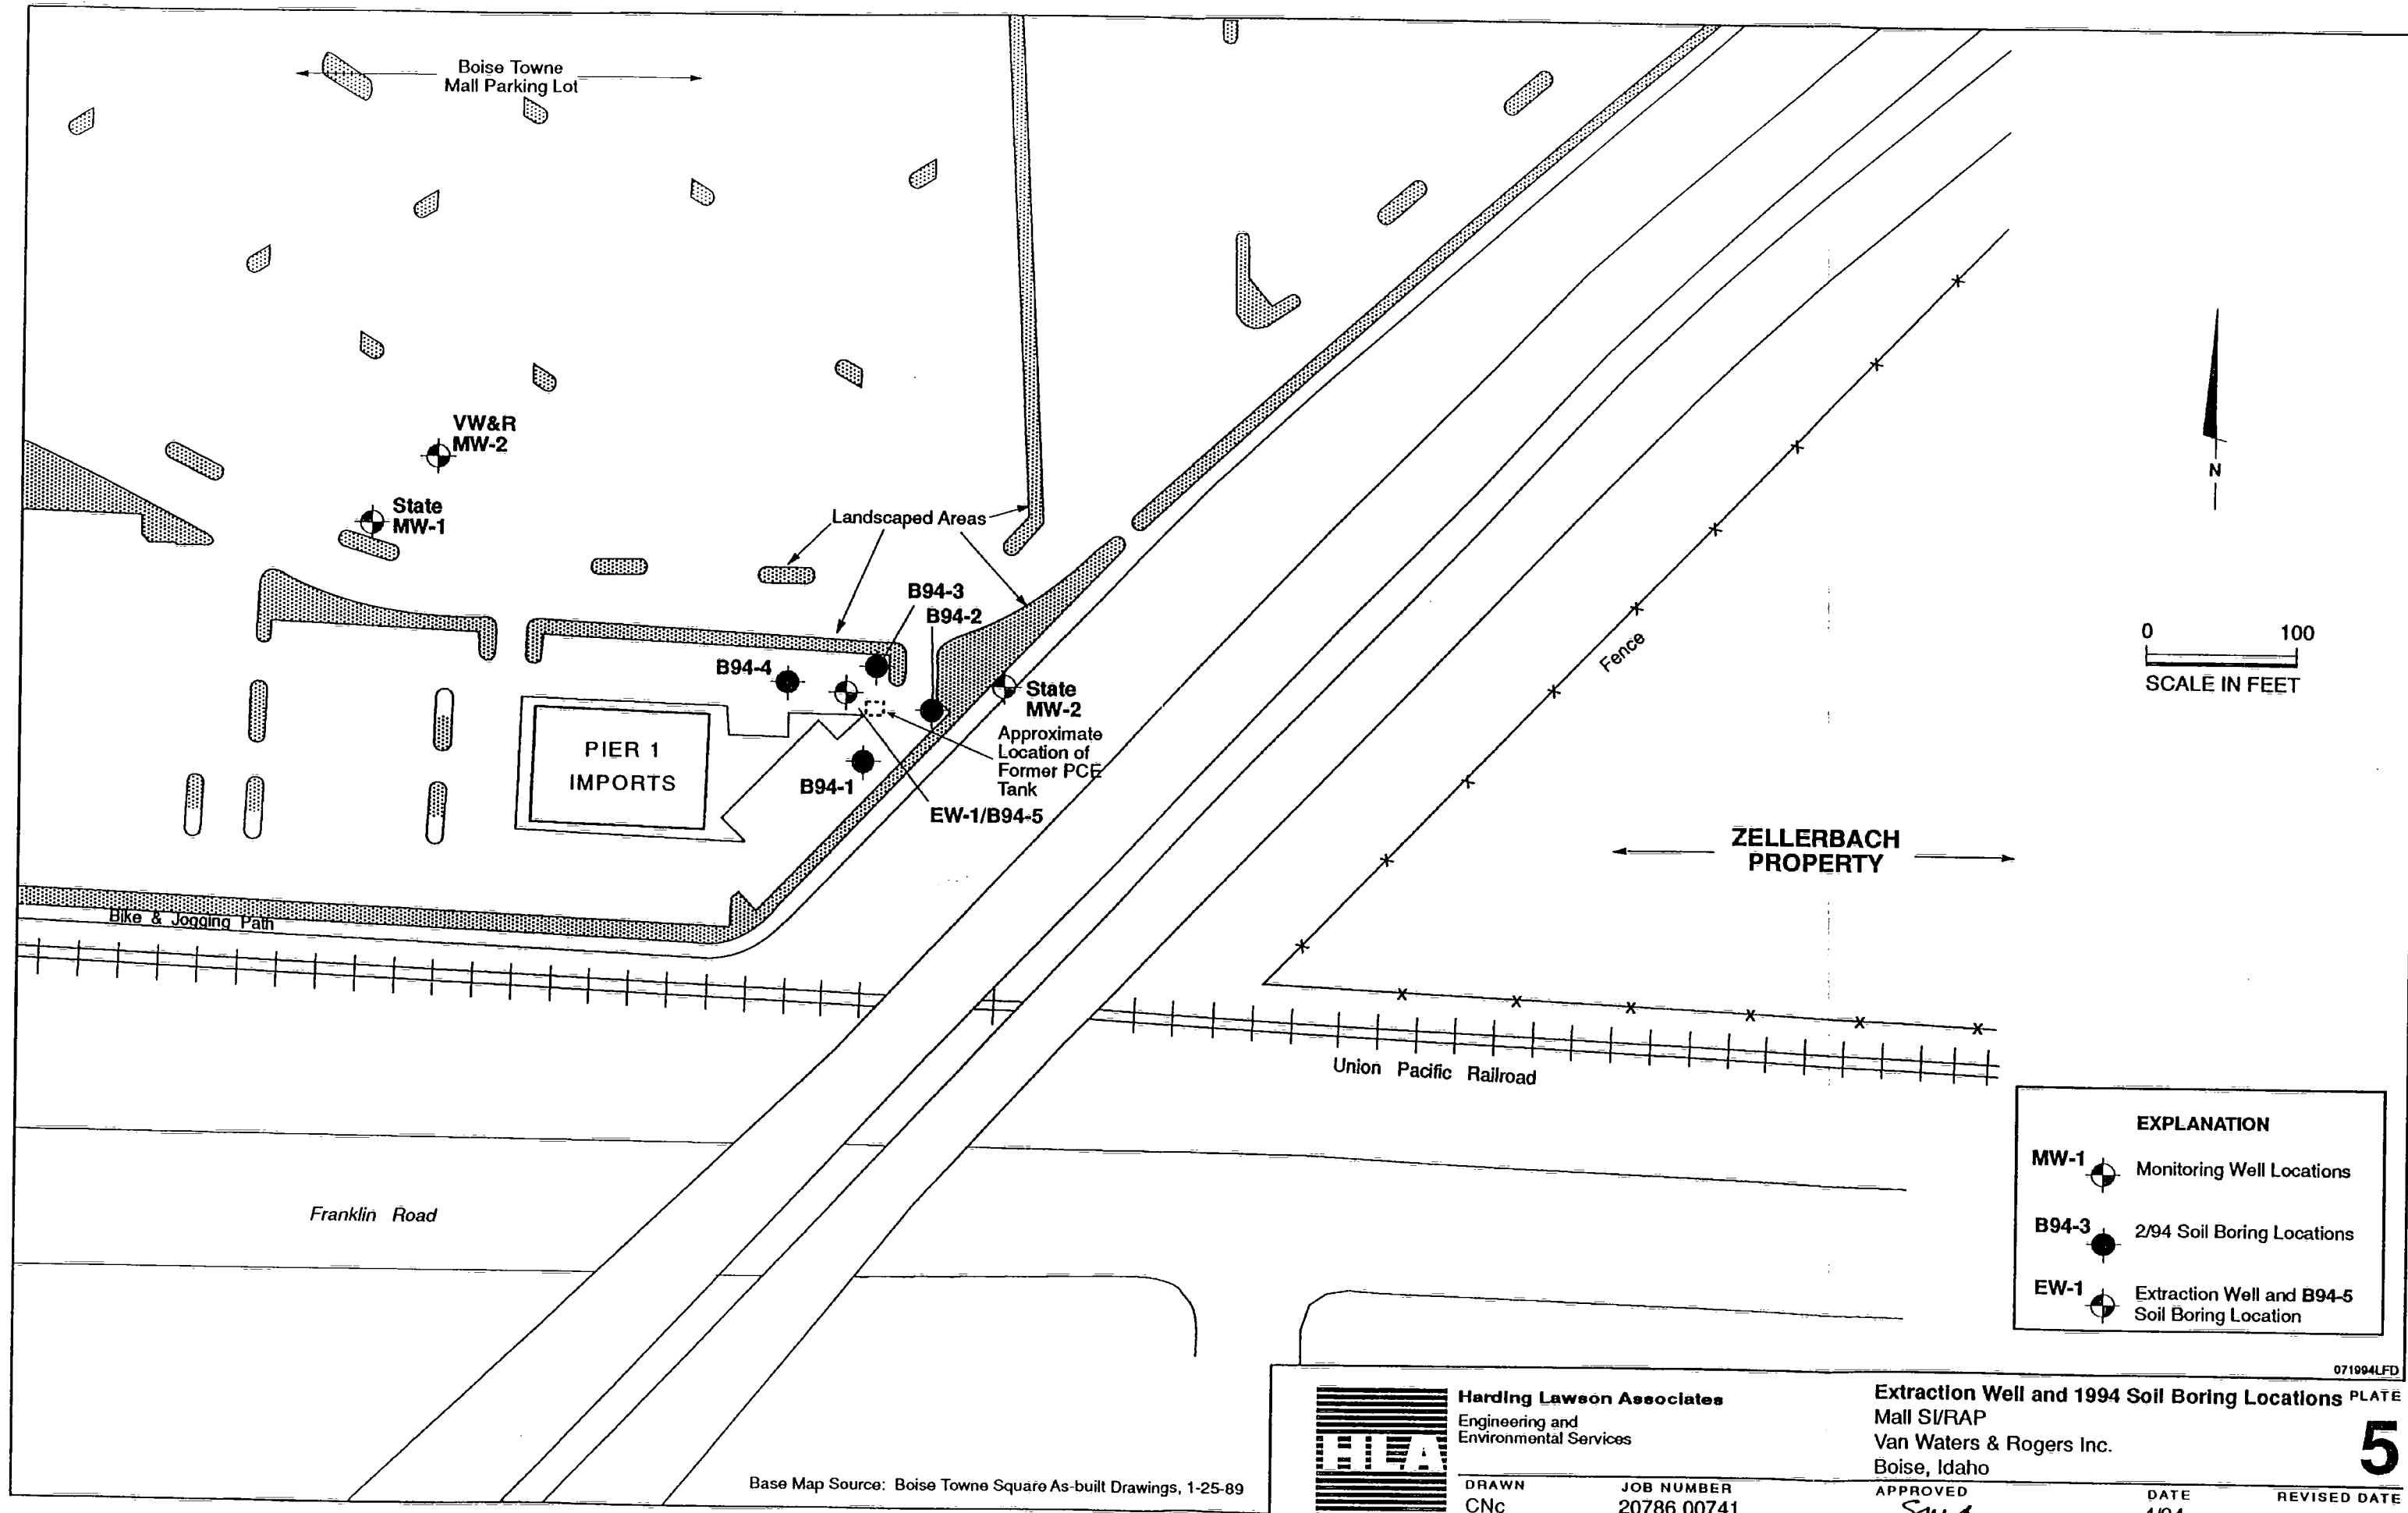 Boise Towne
Mall Parking Lot
VW&R
MW-2
State
MW-1
Landscaped Areas
B94-3
B94-2
B94-4
State
MW-2
Approximate
Location of
Former PCE
Tank
PIER 1
IMPORTS
B94-1
EW-1/B94-5
Fence
N
0 100
SCALE IN FEET
ZELLERBACH
PROPERTY
Bike & Jogging Path
Union Pacific Railroad
Franklin Road
EXPLANATION
MW-1 Monitoring Well Locations
B94-3 2/94 Soil Boring Locations
EW-1 Extraction Well and B94-5
Soil Boring Location
071994LFD
Base Map Source: Boise Towne Square As-built Drawings, 1-25-89
HLA
Harding Lawson Associates
Engineering and
Environmental Services
Extraction Well and 1994 Soil Boring Locations
Mall SI/RAP
Van Waters & Rogers Inc.
Boise, Idaho
PLATE
5
DRAWN
CNc
JOB NUMBER
20786 00741
APPROVED
DATE
4/94
REVISED DATE